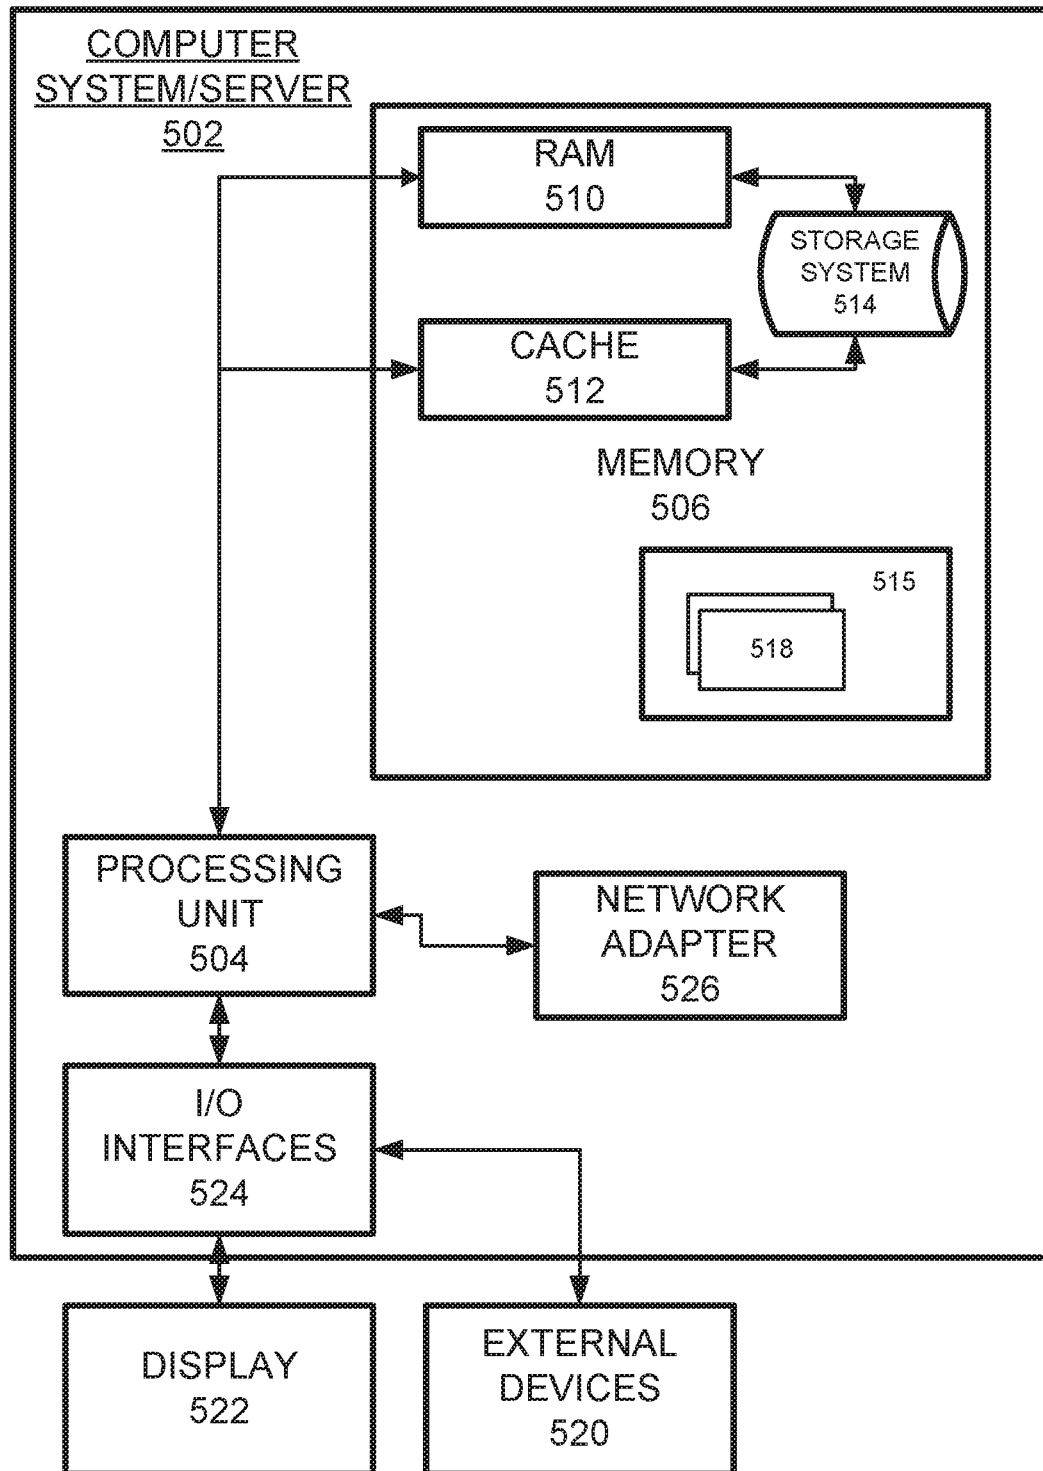 COMPUTER
SYSTEM/SERVER
502
RAM
510
STORAGE
SYSTEM
514
CACHE
512
MEMORY
506
515
518
PROCESSING
UNIT
504
NETWORK
ADAPTER
526
I/O
INTERFACES
524
DISPLAY
522
EXTERNAL
DEVICES
520